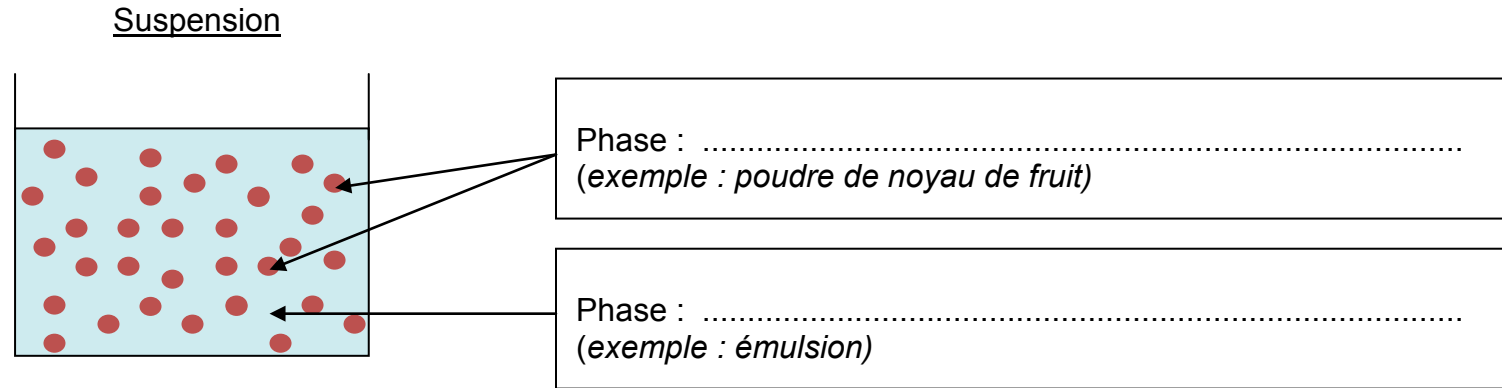 Suspension
Phase : ....................................................................................
(exemple : poudre de noyau de fruit)
Phase : ....................................................................................
(exemple : émulsion)